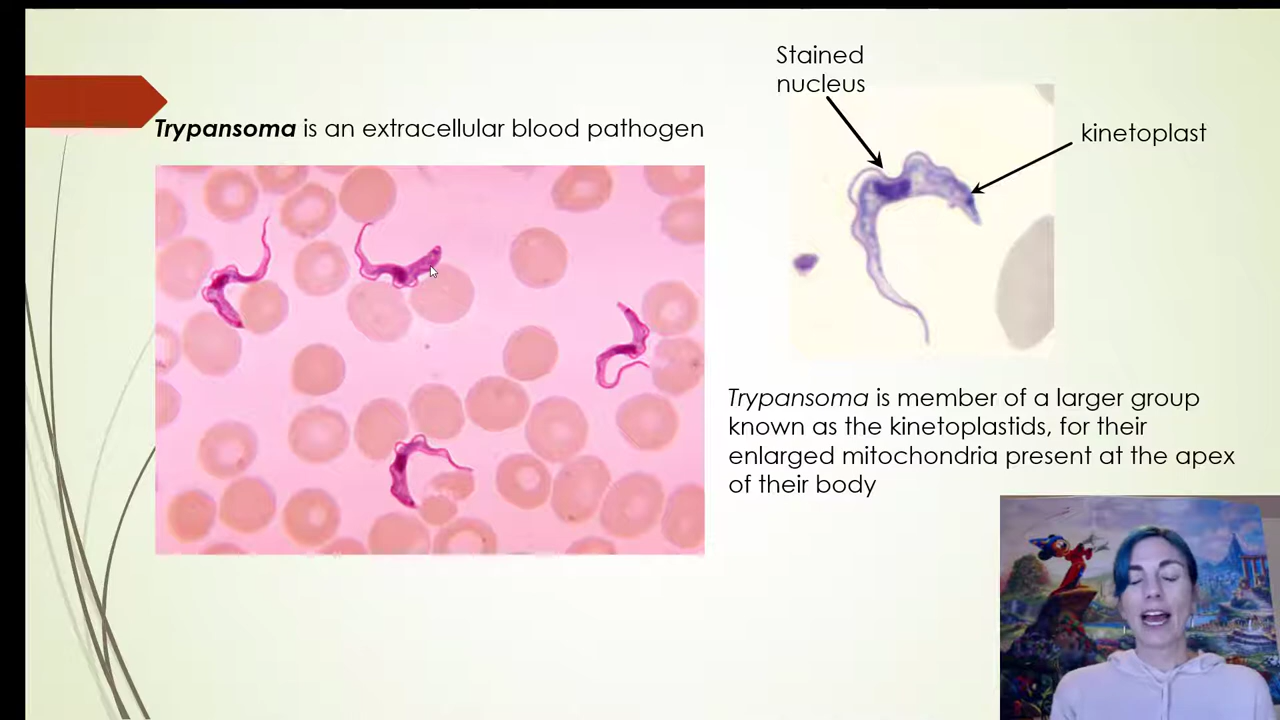 Stained
nucleus
Trypansoma is an extracellular blood pathogen
kinetoplast
Trypansoma is member of a larger group
known as the kinetoplastids, for their
enlarged mitochondria present at the apex
of their body